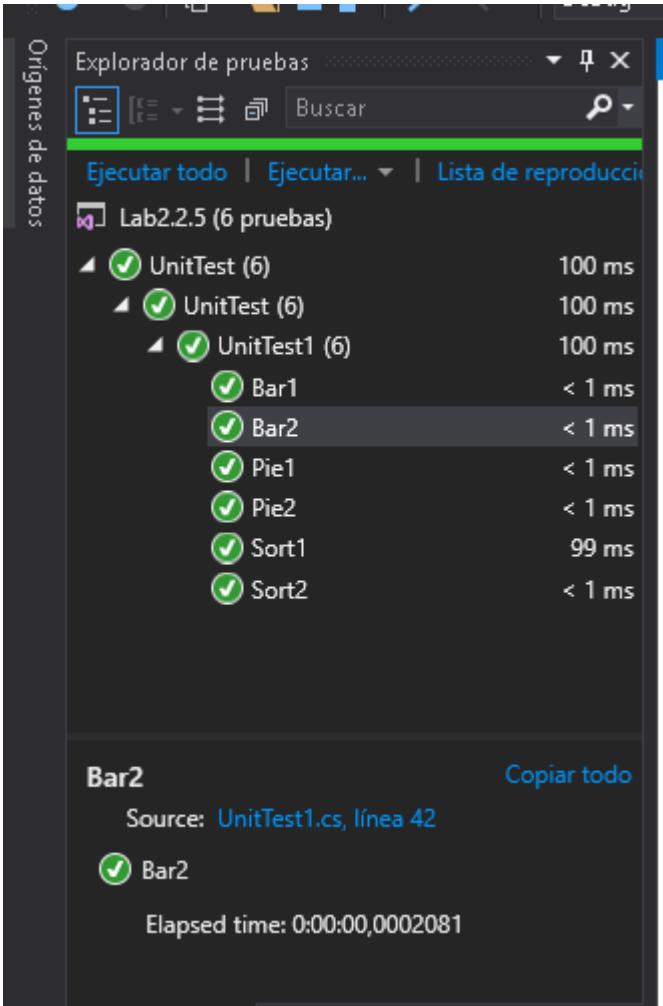 Orígenes de datos
Explorador de pruebas
Buscar
Ejecutar todo | Ejecutar... | Lista de
Lab2.2.5 (6 pruebas)
UnitTest (6) 100 ms
UnitTest (6) 100 ms
UnitTest1 (6) 100 ms
Bar1 < 1 ms
Bar2 < 1 ms
Pie1 < 1 ms
Pie2 < 1 ms
Sort1 99 ms
Sort2 < 1 ms
Bar2 Copiar todo
Source: UnitTest1.cs, línea 42
Bar2
Elapsed time: 0:00:00,0002081